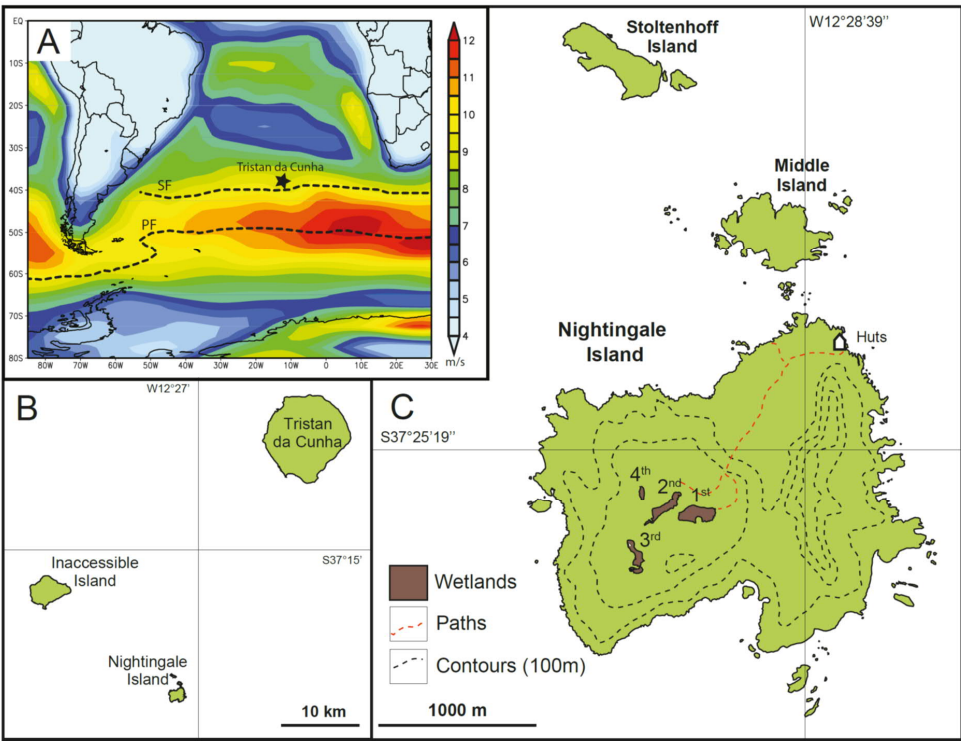 A
EQ
10S
20S
30S
40S
50S
60S
70S
80S
80W
70W
60W
50W
40W
30W
20W
10W
0
10E
20E
30E
Tristan da Cunha
SF
PF
12
11
10
9
8
7
6
5
4
m/s
B
W12°27'
Tristan
da Cunha
S37°15'
Inaccessible
Island
Nightingale
Island
10 km
C
W12°28'39''
Stoltenhoff
Island
Middle
Island
Nightingale
Island
Huts
S37°25'19''
4th
2nd
1st
3rd
Wetlands
Paths
Contours (100m)
1000 m